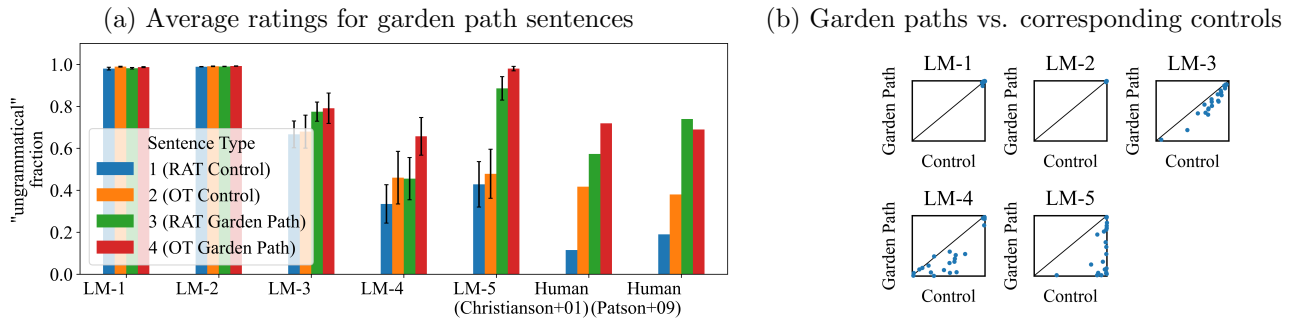 (a) Average ratings for garden path sentences
"ungrammatical"
fraction
1.0
0.8
0.6
0.4
0.2
0.0
Sentence Type
1 (RAT Control)
2 (OT Control)
3 (RAT Garden Path)
4 (OT Garden Path)
LM-1
LM-2
LM-3
LM-4
LM-5
Human
(Christianson+01)
Human
(Patson+09)
(b) Garden paths vs. corresponding controls
LM-1
Garden Path
Control
LM-2
Garden Path
Control
LM-3
Garden Path
Control
LM-4
Garden Path
Control
LM-5
Garden Path
Control